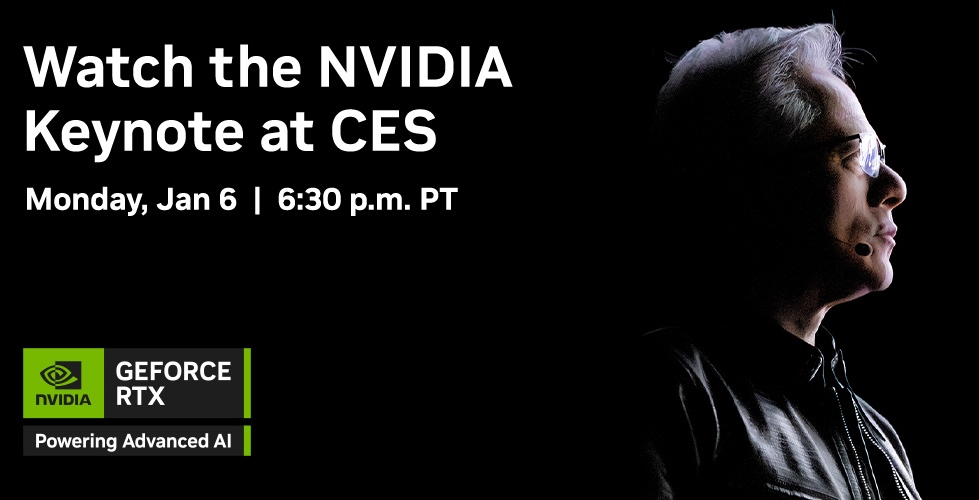 Watch the NVIDIA
Keynote at CES
Monday, Jan 6 | 6:30 p.m. PT
NVIDIA
GEFORCE
RTX
Powering Advanced AI